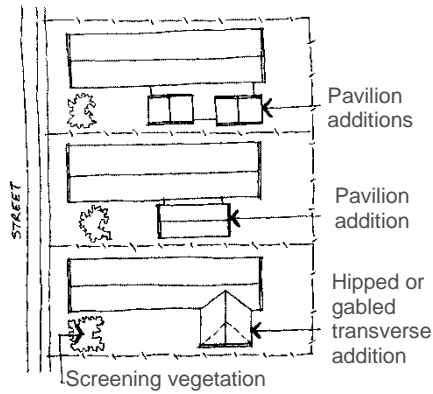 STREET
Pavilion
additions
Pavilion
addition
Hipped or
gabled
transverse
addition
Screening vegetation